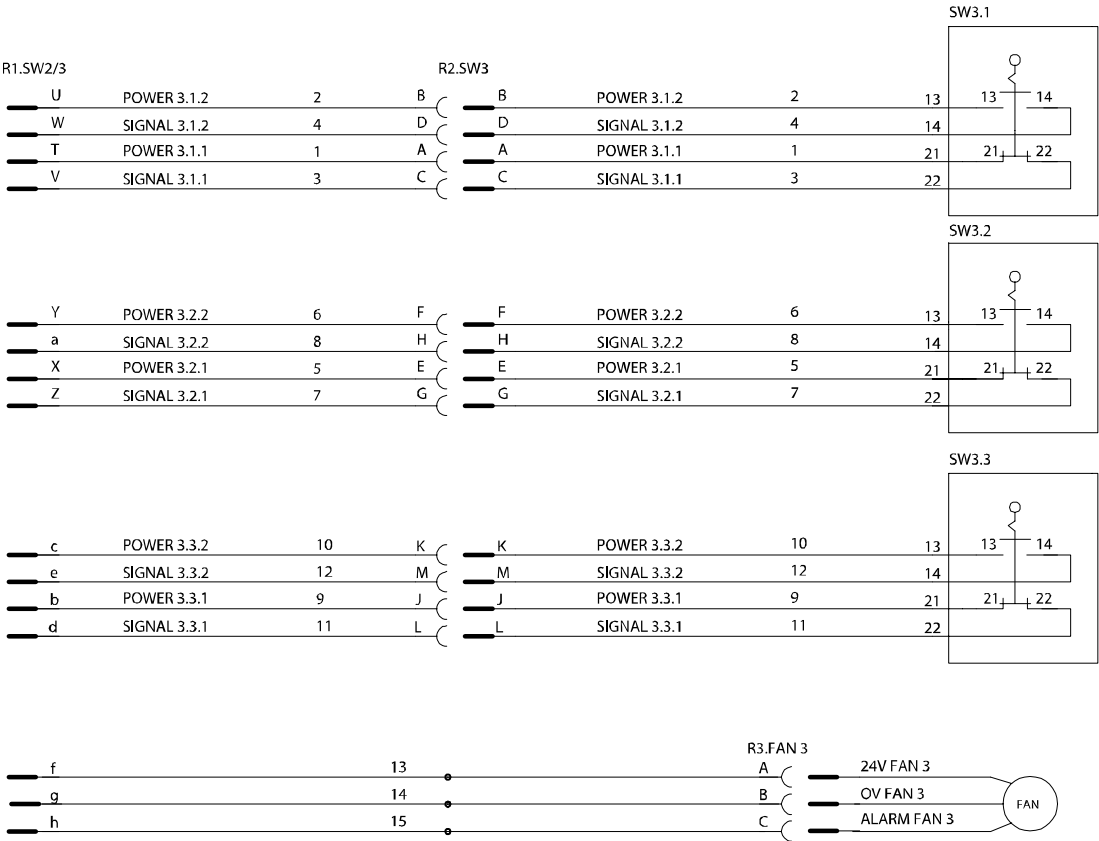 SW3.1
R1.SW2/3 R2.SW3
U POWER 3.1.2 2 B B POWER 3.1.2 2 13 13 14
W SIGNAL 3.1.2 4 D D SIGNAL 3.1.2 4 14
T POWER 3.1.1 1 A A POWER 3.1.1 1 21 21 22
V SIGNAL 3.1.1 3 C C SIGNAL 3.1.1 3 22
SW3.2
Y POWER 3.2.2 6 F F POWER 3.2.2 6 13 13 14
a SIGNAL 3.2.2 8 H H SIGNAL 3.2.2 8 14
X POWER 3.2.1 5 E E POWER 3.2.1 5 21 21 22
Z SIGNAL 3.2.1 7 G G SIGNAL 3.2.1 7 22
SW3.3
c POWER 3.3.2 10 K K POWER 3.3.2 10 13 13 14
e SIGNAL 3.3.2 12 M M SIGNAL 3.3.2 12 14
b POWER 3.3.1 9 J J POWER 3.3.1 9 21 21 22
d SIGNAL 3.3.1 11 L L SIGNAL 3.3.1 11 22
R3.FAN 3
f 13 A 24V FAN 3
g 14 B OV FAN 3 FAN
h 15 C ALARM FAN 3